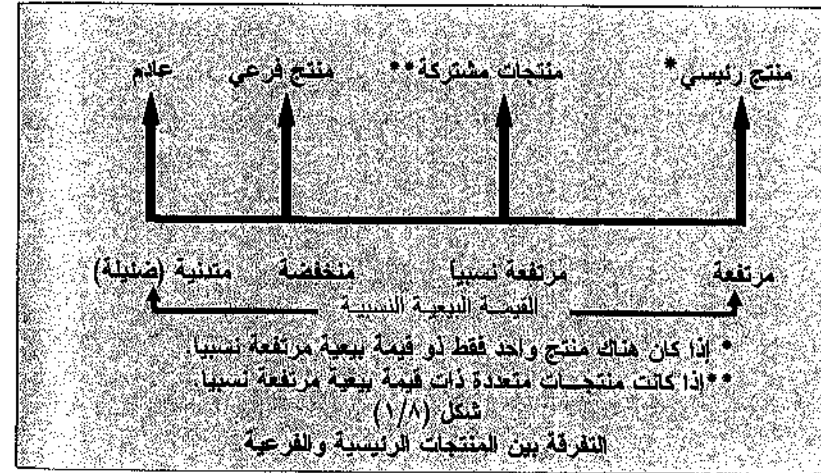 منتج رئيسي* منتجات مشتركة** منتج فرعي عادم
مرتفعة مرتفعة نسبيا منخفضة متدنية (ضئيلة)
القيمة البيعية النسبية
* إذا كان هناك منتج واحد فقط ذو قيمة بيعية مرتفعة نسبيا.
**إذا كانت منتجات متعددة ذات قيمة بيعية مرتفعة نسبيا.
شكل (١/٨)
التفرقة بين المنتجات الرئيسية والفرعية